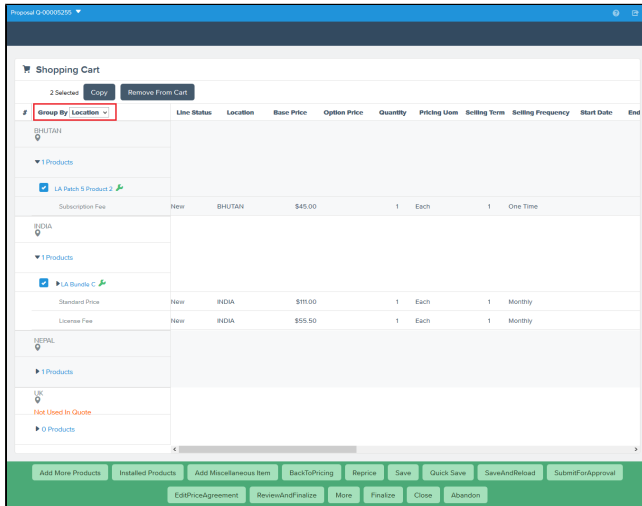 Proposal Q-00005255
Shopping Cart
2 Selected Copy Remove From Cart
# Group By Location Line Status Location Base Price Option Price Quantity Pricing Uom Selling Term Selling Frequency Start Date End
BHUTAN
1 Products
LA Patch 5 Product 2
Subscription Fee New BHUTAN $45.00 1 Each 1 One Time
INDIA
1 Products
LA Bundle C
Standard Price New INDIA $111.00 1 Each 1 Monthly
License Fee New INDIA $55.50 1 Each 1 Monthly
NEPAL
1 Products
UK
Not Used In Quote
0 Products
Add More Products Installed Products Add Miscellaneous Item BackToPricing Reprice Save Quick Save SaveAndReload SubmitForApproval
EditPriceAgreement ReviewAndFinalize More Finalize Close Abandon